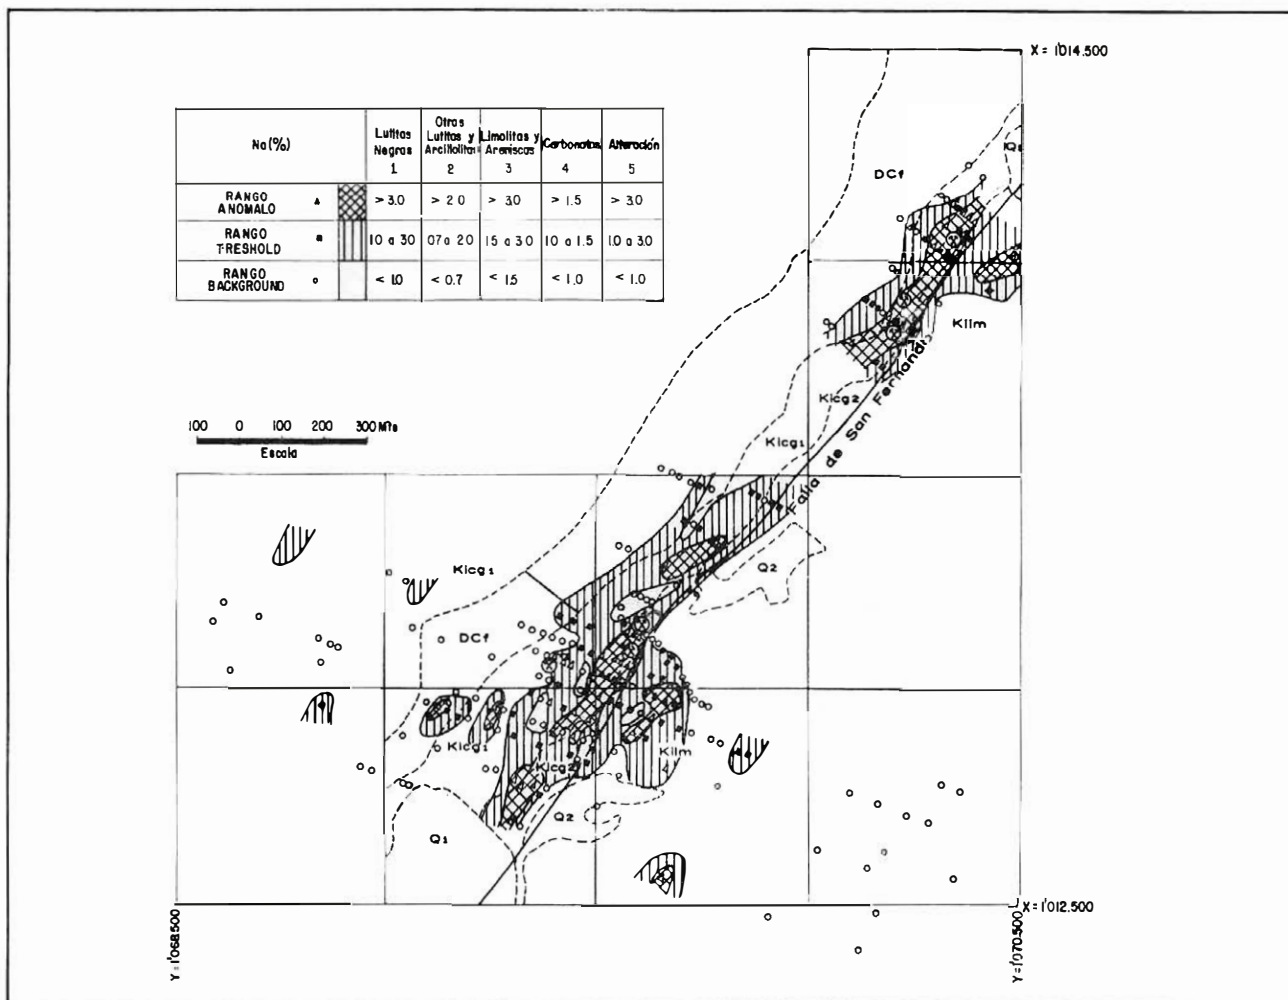 X = 1'014.500
Na (%)
Lutitas Negras 1
Otras Lutitas y Arcillolitas 2
Limolitas y Areniscas 3
Carbonatos 4
Alteración 5
RANGO ANOMALO
> 3.0
> 2.0
> 3.0
> 1.5
> 3.0
RANGO TRESHOLD
1.0 a 3.0
0.7 a 2.0
1.5 a 3.0
1.0 a 1.5
1.0 a 3.0
RANGO BACKGROUND
< 1.0
< 0.7
< 1.5
< 1.0
< 1.0
DCf
KiIm
Kicg2
Kicg1
Falla de San Fernando
100 0 100 200 300 Mts
Escala
Q2
Kicg1
DCf
Kicg1
Kicg2
KiIm
Q2
Q1
X = 1'012.500
Y = 1'068.500
Y = 1'070.500